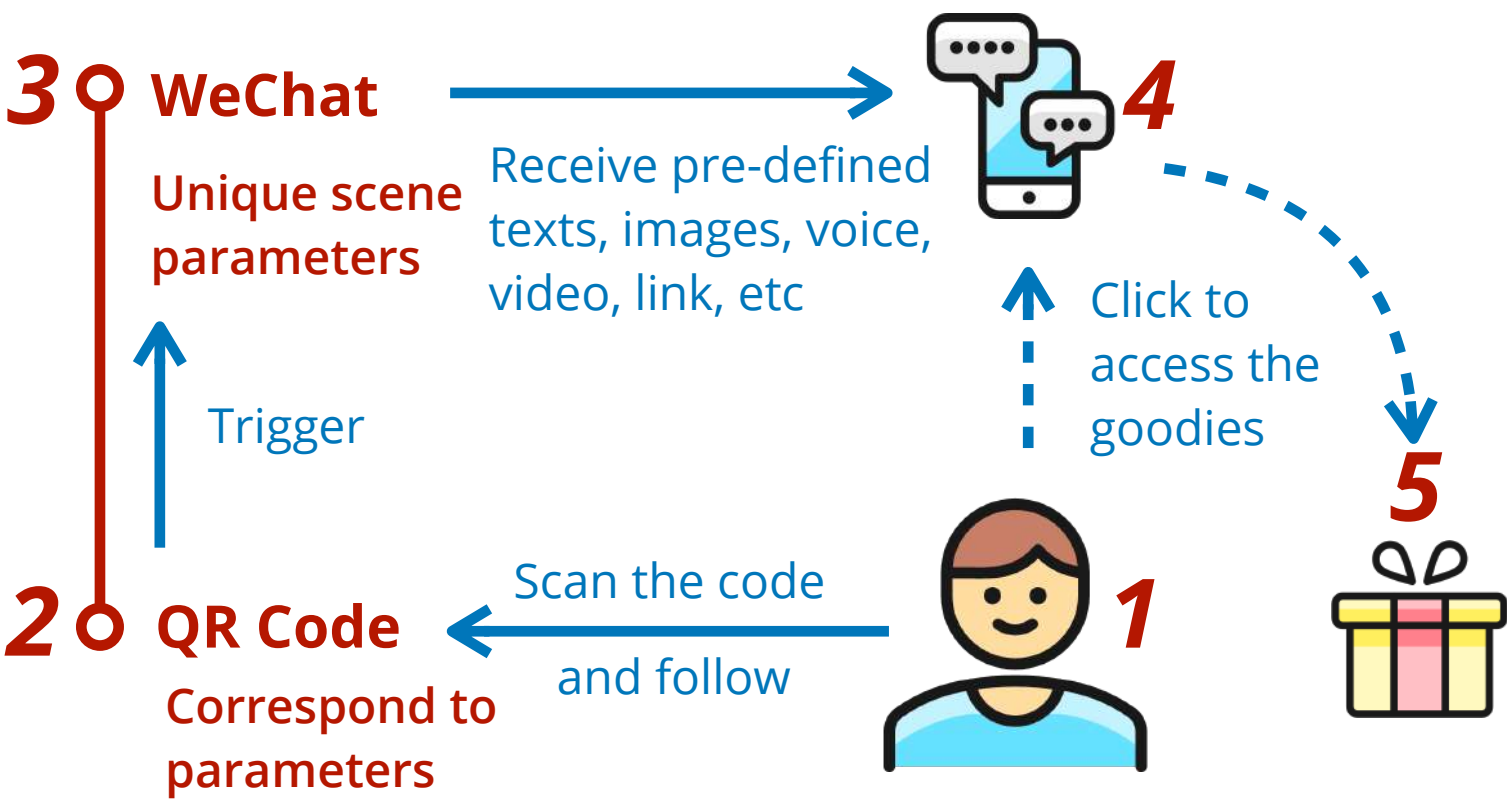 3
WeChat
4
Unique scene
parameters
Receive pre-defined
texts, images, voice,
video, link, etc
Click to
access the
goodies
Trigger
5
2
QR Code
Correspond to
parameters
Scan the code
and follow
1